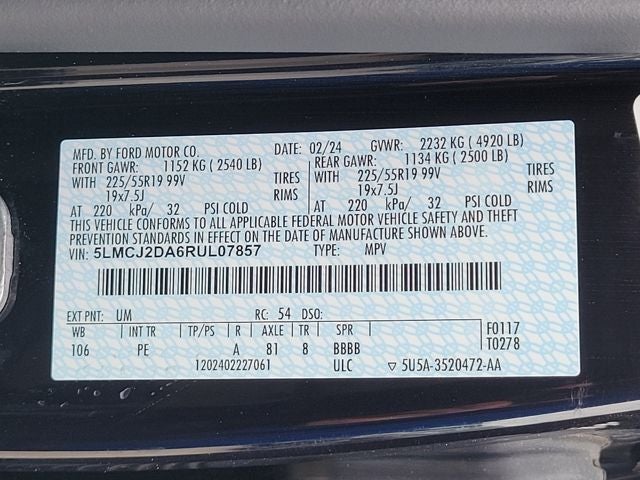 MFD. BY FORD MOTOR CO. DATE: 02/24 GVWR: 2232 KG ( 4920 LB)
FRONT GAWR: 1152 KG ( 2540 LB) REAR GAWR: 1134 KG ( 2500 LB)
WITH 225/55R19 99V TIRES WITH 225/55R19 99V TIRES
19x7.5J RIMS 19x7.5J RIMS
AT 220 kPa/ 32 PSI COLD AT 220 kPa/ 32 PSI COLD
THIS VEHICLE CONFORMS TO ALL APPLICABLE FEDERAL MOTOR VEHICLE SAFETY AND THEFT
PREVENTION STANDARDS IN EFFECT ON THE DATE OF MANUFACTURE SHOWN ABOVE.
VIN: 5LMCJ2DA6RUL07857 TYPE: MPV
EXT PNT: UM RC: 54 DSO:
WB INT TR TP/PS R AXLE TR SPR F0117
106 PE A 81 8 BBBB T0278
1202402227061 ULC ▽ 5U5A-3520472-AA